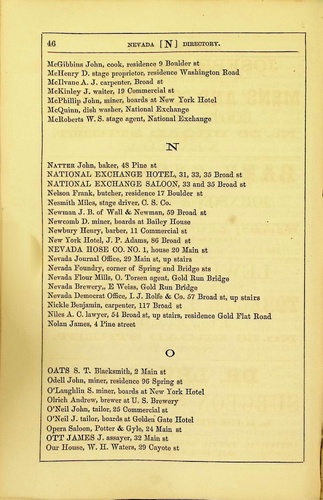 46 NEVADA [N] DIRECTORY.
McGibbins John, cook, residence 9 Boulder st
McHenry D. stage proprietor, residence Washington Road
McIlvane A. J. carpenter, Broad st
McKinley J. waiter, 19 Commercial st
McPhillip John, miner, boards at New York Hotel
McQuinn, dish washer, National Exchange
McRoberts W. S. stage agent, National Exchange
N
NATTER John, baker, 48 Pine st
NATIONAL EXCHANGE HOTEL, 31, 33, 35 Broad st
NATIONAL EXCHANGE SALOON, 33 and 35 Broad st
Nelson Frank, butcher, residence 17 Boulder st
Nesmith Miles, stage driver, C. S. Co.
Newman J. B. of Wall & Newman, 59 Broad st
Newcomb D. miner, boards at Bailey House
Newbury Henry, barber, 11 Commercial st
New York Hotel, J. P. Adams, 86 Broad st
NEVADA HOSE CO. NO. 1, house 20 Main st
Nevada Journal Office, 29 Main st, up stairs
Nevada Foundry, corner of Spring and Bridge sts
Nevada Flour Mills, O. Torsen agent, Gold Run Bridge
Nevada Brewery,, E Weiss, Gold Run Bridge
Nevada Democrat Office, I. J. Rolfe & Co. 57 Broad st, up stairs
Nickle Benjamin, carpenter, 117 Broad st
Niles A. C. lawyer, 54 Broad st, up stairs, residence Gold Flat Road
Nolan James, 4 Pine street
O
OATS S. T. Blacksmith, 2 Main st
Odell John, miner, residence 96 Spring st
O'Laughlin S. miner, boards at New York Hotel
Olrich Andrew, brewer at U. S. Brewery
O'Neil John, tailor, 25 Commercial st
O'Neil J. tailor, boards at Golden Gate Hotel
Opera Saloon, Potter & Gyle, 24 Main st
OTT JAMES J. assayer, 32 Main st
Our House, W. H. Waters, 29 Cayote st